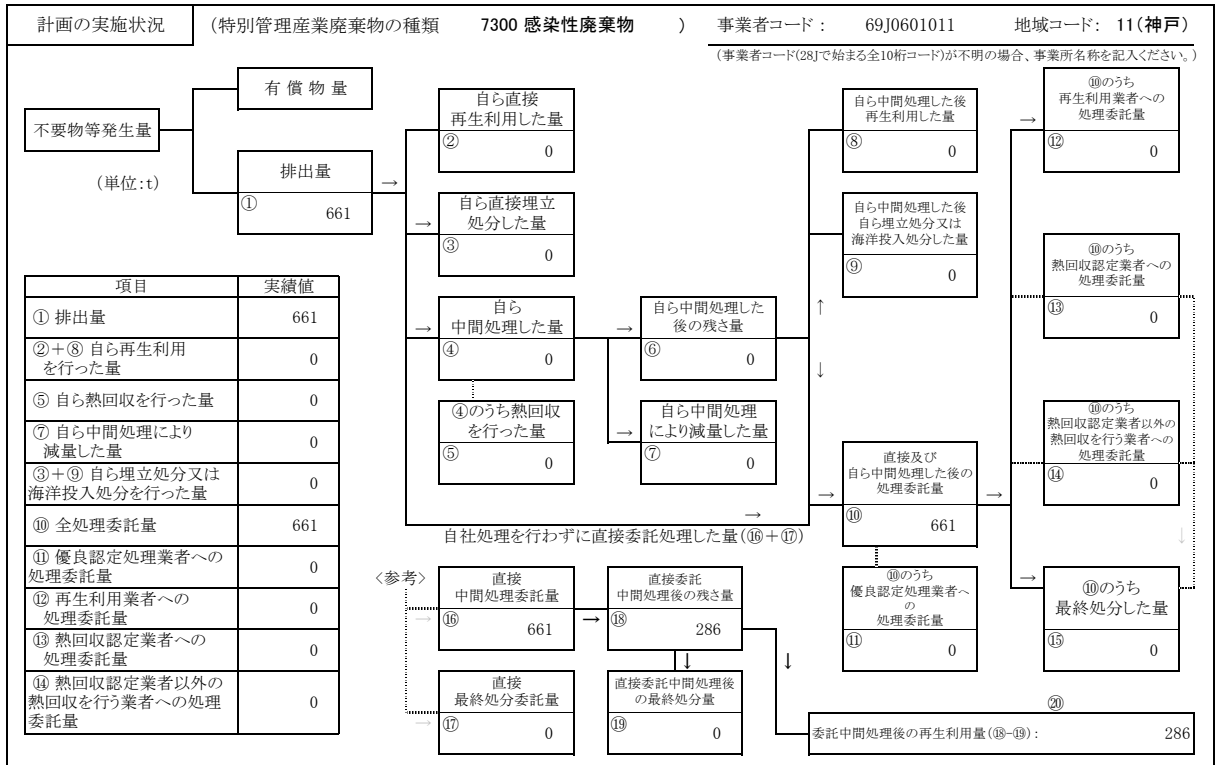 計画の実施状況 (特別管理産業廃棄物の種類 7300 感染性廃棄物 ) 事業者コード: 69J0601011 地域コード: 11(神戸)
(事業者コード(28Jで始まる全10桁コード)が不明の場合、事業所名称を記入ください。)
不要物等発生量
(単位:t)
有償物量
排出量
→
① 661
自ら直接
再生利用した量
② 0
→
自ら直接埋立
処分した量
③ 0
→
自ら
中間処理した量
④ 0
④のうち熱回収
を行った量
⑤ 0
→
自ら中間処理した
後の残さ量
⑥ 0
→
自ら中間処理
により減量した量
⑦ 0
自ら中間処理した後
再生利用した量
⑧ 0
自ら中間処理した後
自ら埋立処分又は
海洋投入処分した量
⑨ 0
↑
↓
→
自社処理を行わずに直接委託処理した量(⑯+⑰)
→
直接及び
自ら中間処理した後の
処理委託量
⑩ 661
→
⑩のうち
優良認定処理業者へ
の
処理委託量
⑪ 0
→
⑩のうち
再生利用業者への
処理委託量
⑫ 0
⑩のうち
熱回収認定業者への
処理委託量
⑬ 0
⑩のうち
熱回収認定業者以外の
熱回収を行う業者への
処理委託量
⑭ 0
↓
→
⑩のうち
最終処分した量
⑮ 0
項目 実績値
① 排出量 661
②+⑧ 自ら再生利用
を行った量 0
⑤ 自ら熱回収を行った量 0
⑦ 自ら中間処理により
減量した量 0
③+⑨ 自ら埋立処分又は
海洋投入処分を行った量 0
⑩ 全処理委託量 661
⑪ 優良認定処理業者への
処理委託量 0
⑫ 再生利用業者への
処理委託量 0
⑬ 熱回収認定業者への
処理委託量 0
⑭ 熱回収認定業者以外の
熱回収を行う業者への処理
委託量 0
<参考>
→
直接
中間処理委託量
⑯ 661
→
直接委託
中間処理後の残さ量
⑱ 286
↓
↓
→
直接
最終処分委託量
⑰ 0
直接委託中間処理後
の最終処分量
⑲ 0
⑳
委託中間処理後の再生利用量(⑱-⑲): 286